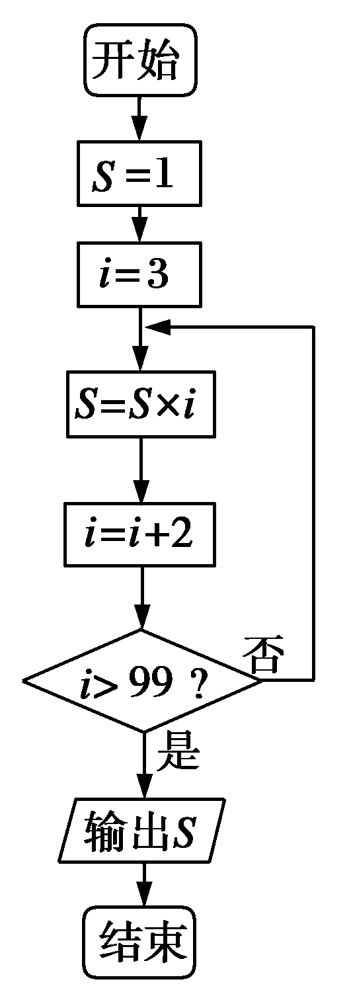 开始
S=1
i=3
S=S×i
i=i+2
i>99?
否
是
输出S
结束